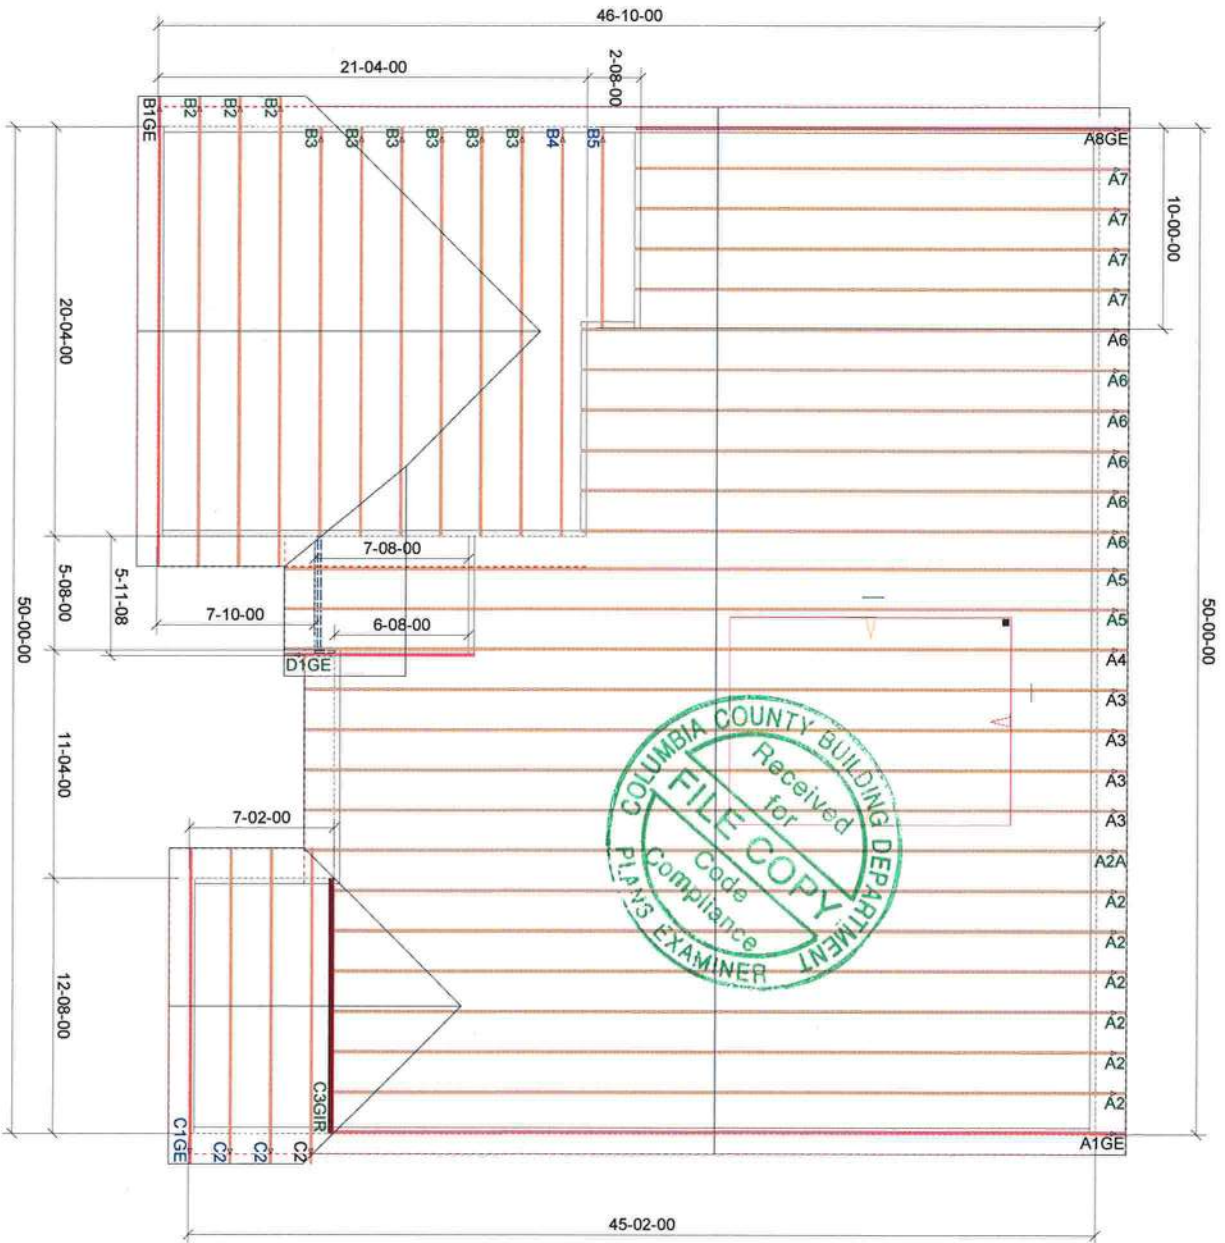 46-10-00
21-04-00
2-08-00
B1GE
B2
B2
B2
B3
B3
B3
B3
B3
B3
B4
B5
A8GE
A7
A7
A7
A7
A6
A6
A6
A6
A6
A6
A5
A5
A4
A3
A3
A3
A3
A2A
A2
A2
A2
A2
A2
A2
A1GE
10-00-00
50-00-00
20-04-00
5-08-00
5-11-08
50-00-00
7-08-00
7-10-00
6-08-00
D1GE
11-04-00
7-02-00
12-08-00
C3GIR
C1GE
C2
C2
C2
45-02-00
COLUMBIA COUNTY BUILDING DEPARTMENT
Received
for
FILE COPY
Code
Compliance
PLANS EXAMINER